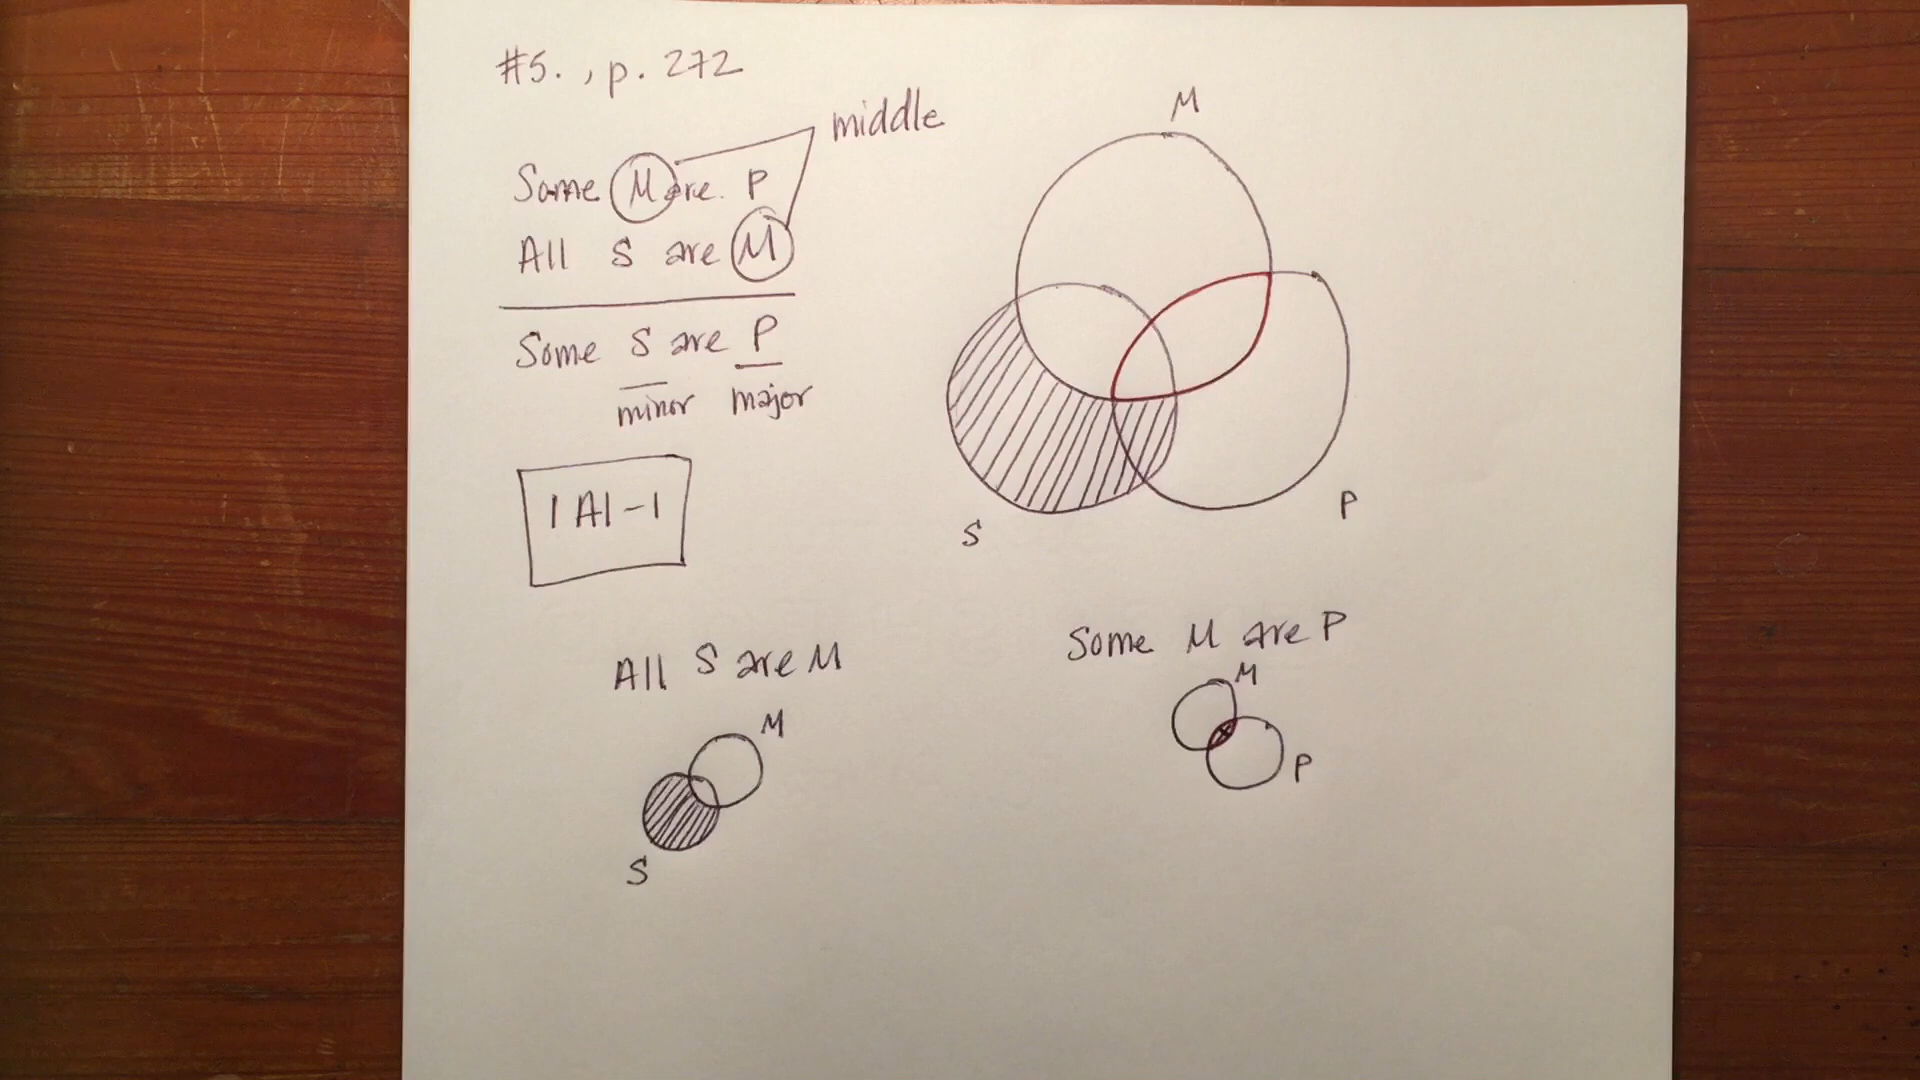 #5. , p. 272
middle
Some M are P
All S are M
Some S are P
minor major
IAI-1
M
S
P
All S are M
M
S
Some M are P
M
P